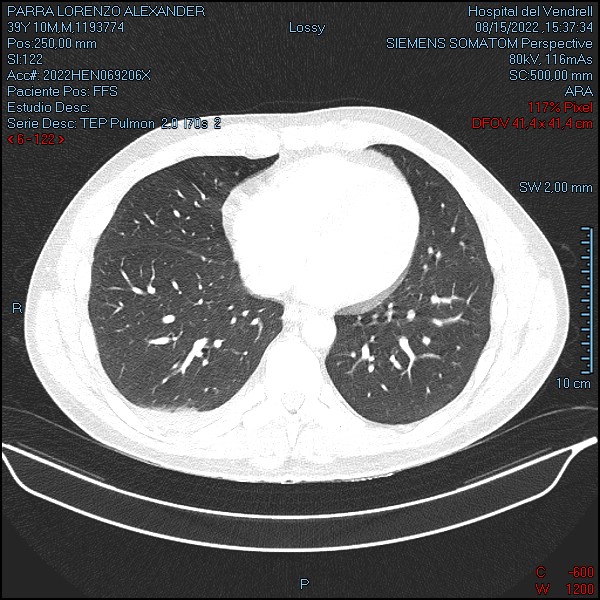 PARRA LORENZO ALEXANDER
39Y 10M,M,1193774
Pos:250,00 mm
SI:122
Acc#: 2022HEN069206X
Paciente Pos: FFS
Estudio Desc:
Serie Desc: TEP Pulmon 2.0 I70s 2
< 6 - 122 >
Lossy
Hospital del Vendrell
08/15/2022 ,15:37:34
SIEMENS SOMATOM Perspective
80kV, 116mAs
SC:500,00 mm
ARA
117% Pixel
DFOV 41,4 x 41,4 cm
SW 2,00 mm
R
10 cm
P
C -600
W 1200